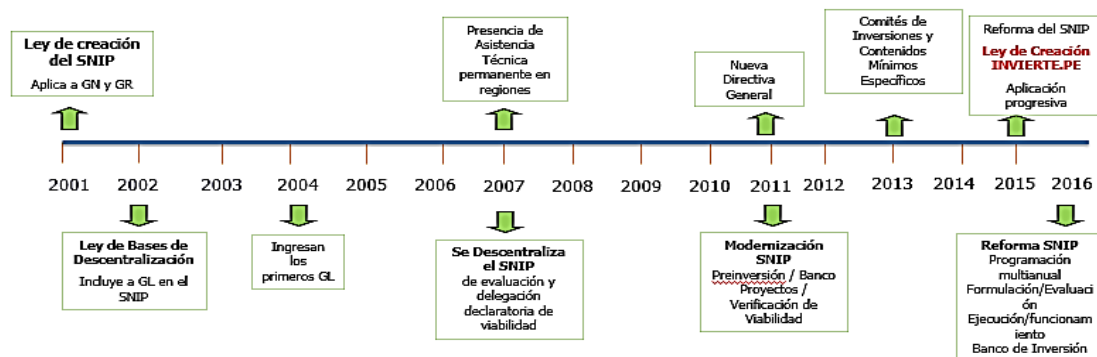 Ley de creación
del SNIP
Aplica a GN y GR
Presencia de
Asistencia
Técnica
permanente en
regiones
Nueva
Directiva
General
Comités de
Inversiones y
Contenidos
Mínimos
Específicos
Reforma del SNIP
Ley de Creación
INVIERTE.PE
Aplicación
progresiva
2001 2002 2003 2004 2005 2006 2007 2008 2009 2010 2011 2012 2013 2014 2015 2016
Ley de Bases de
Descentralización
Incluye a GL en el
SNIP
Ingresan
los
primeros GL
Se Descentraliza
el SNIP
de evaluación y
delegación
declaratoria de
viabilidad
Modernización
SNIP
Preinversión / Banco
Proyectos /
Verificación de
Viabilidad
Reforma SNIP
Programación
multianual
Formulación/Evaluaci
ón
Ejecución/funcionam
iento
Banco de Inversión